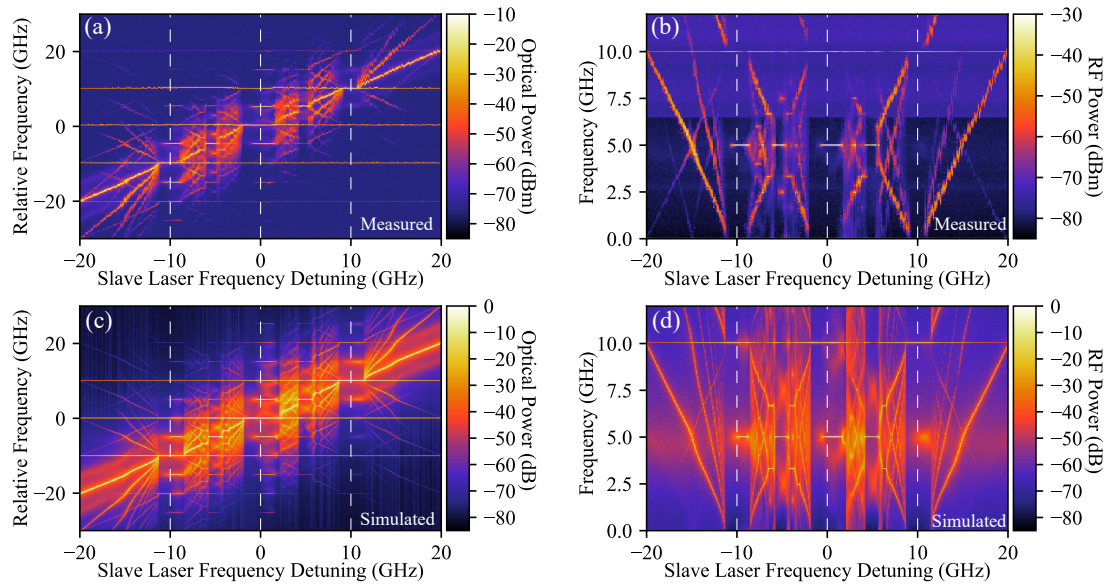 (a)
Relative Frequency (GHz)
20
0
−20
−20 −10 0 10 20
Slave Laser Frequency Detuning (GHz)
Measured
−10
−20
−30
−40
−50
−60
−70
−80
Optical Power (dBm)
(b)
Frequency (GHz)
10.0
7.5
5.0
2.5
0.0
−20 −10 0 10 20
Slave Laser Frequency Detuning (GHz)
Measured
−30
−40
−50
−60
−70
−80
RF Power (dBm)
(c)
Relative Frequency (GHz)
20
0
−20
−20 −10 0 10 20
Slave Laser Frequency Detuning (GHz)
Simulated
0
−10
−20
−30
−40
−50
−60
−70
−80
Optical Power (dB)
(d)
Frequency (GHz)
10.0
7.5
5.0
2.5
0.0
−20 −10 0 10 20
Slave Laser Frequency Detuning (GHz)
Simulated
0
−10
−20
−30
−40
−50
−60
−70
−80
RF Power (dB)